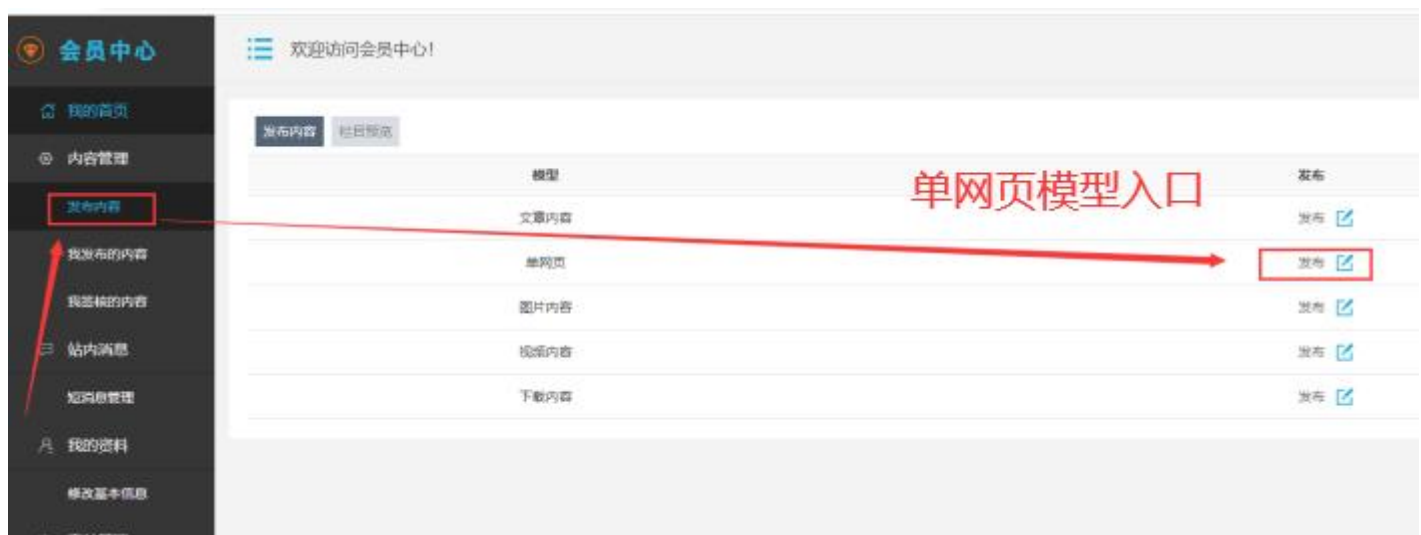 会员中心
欢迎访问会员中心!
我的首页
内容管理
发布内容
我发布的内容
我签核的内容
站内消息
短消息管理
我的资料
修改基本信息
发布内容 栏目预览
模型 发布
单网页模型入口
文章内容 发布
单网页 发布
图片内容 发布
视频内容 发布
下载内容 发布